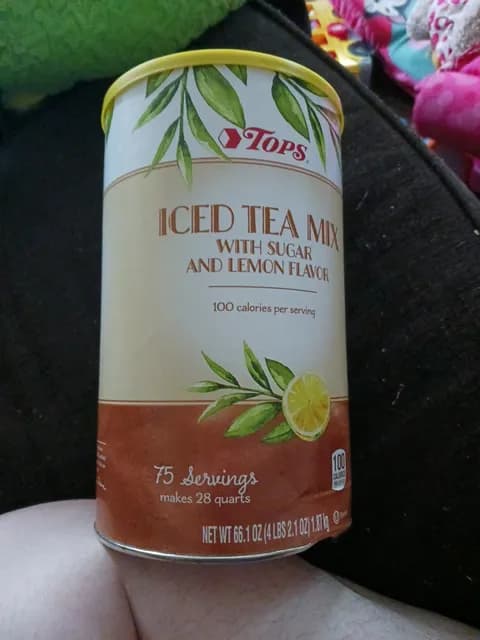 TOPS
ICED TEA MIX
WITH SUGAR
AND LEMON FLAVOR
100 calories per serving
75 Servings
makes 28 quarts
100
NET WT 66.1 OZ (4 LBS 2.1 OZ) 1.87 kg